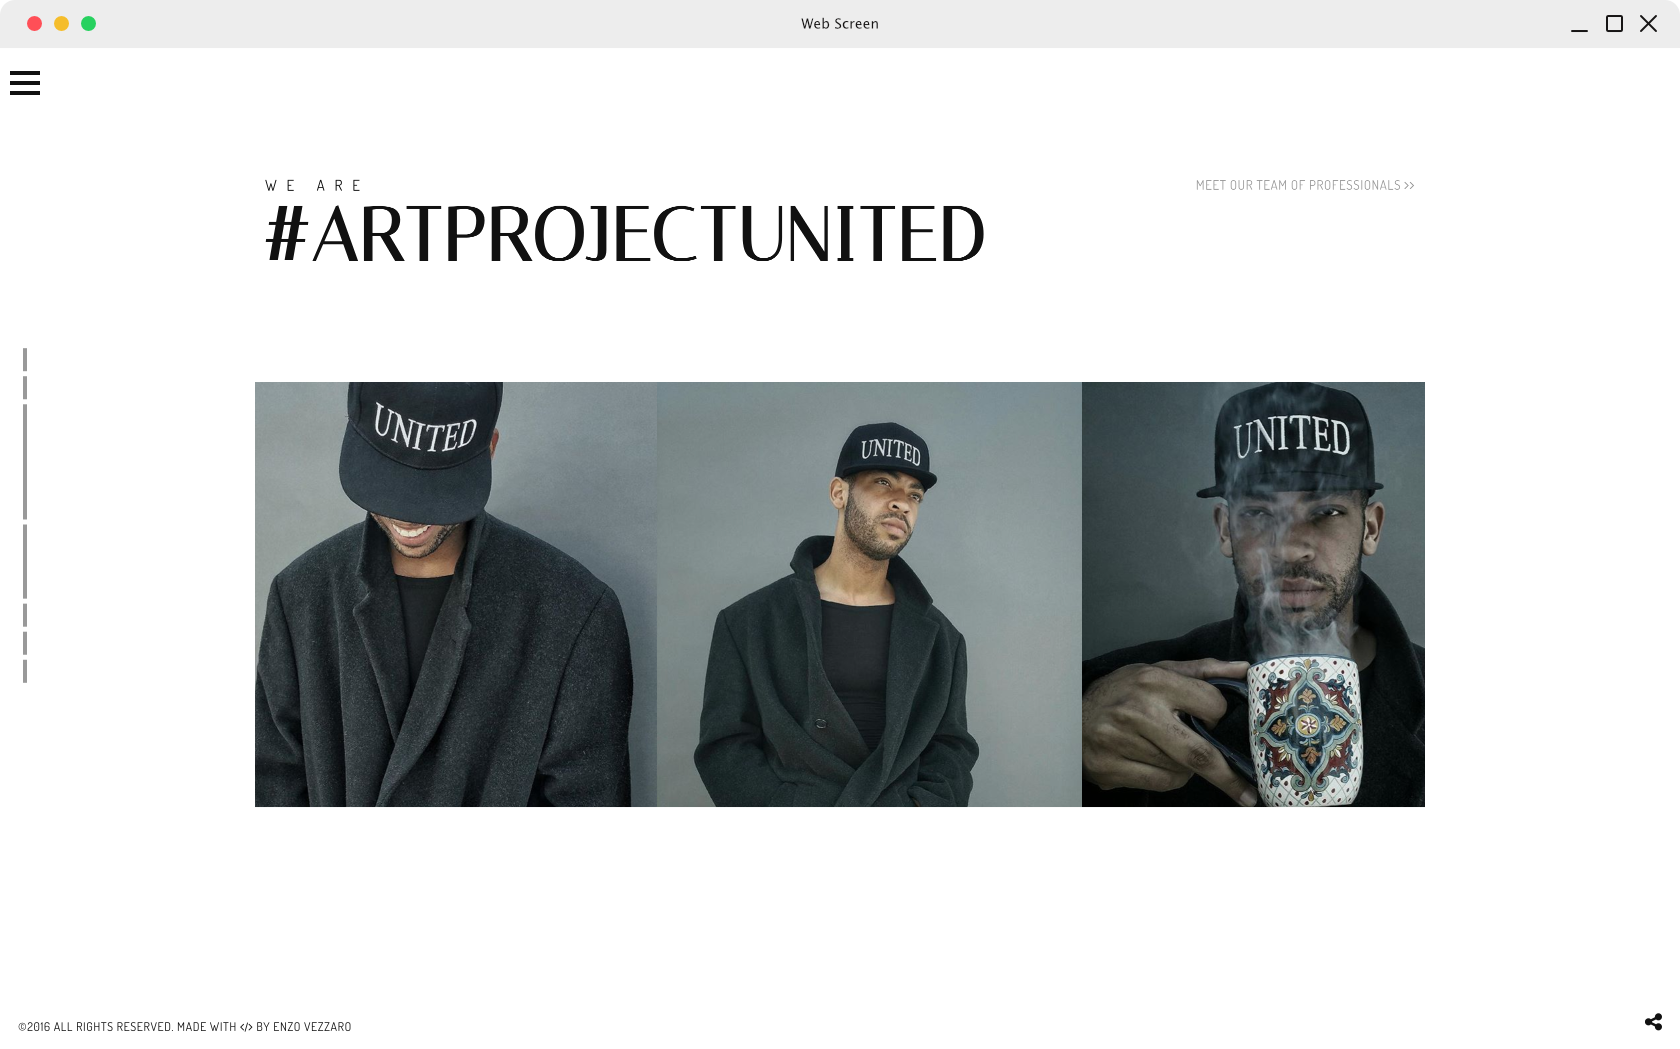 Web Screen
WE ARE
MEET OUR TEAM OF PROFESSIONALS >>
#ARTPROJECTUNITED
UNITED
UNITED
UNITED
©2016 ALL RIGHTS RESERVED. MADE WITH </> BY ENZO VEZZARO